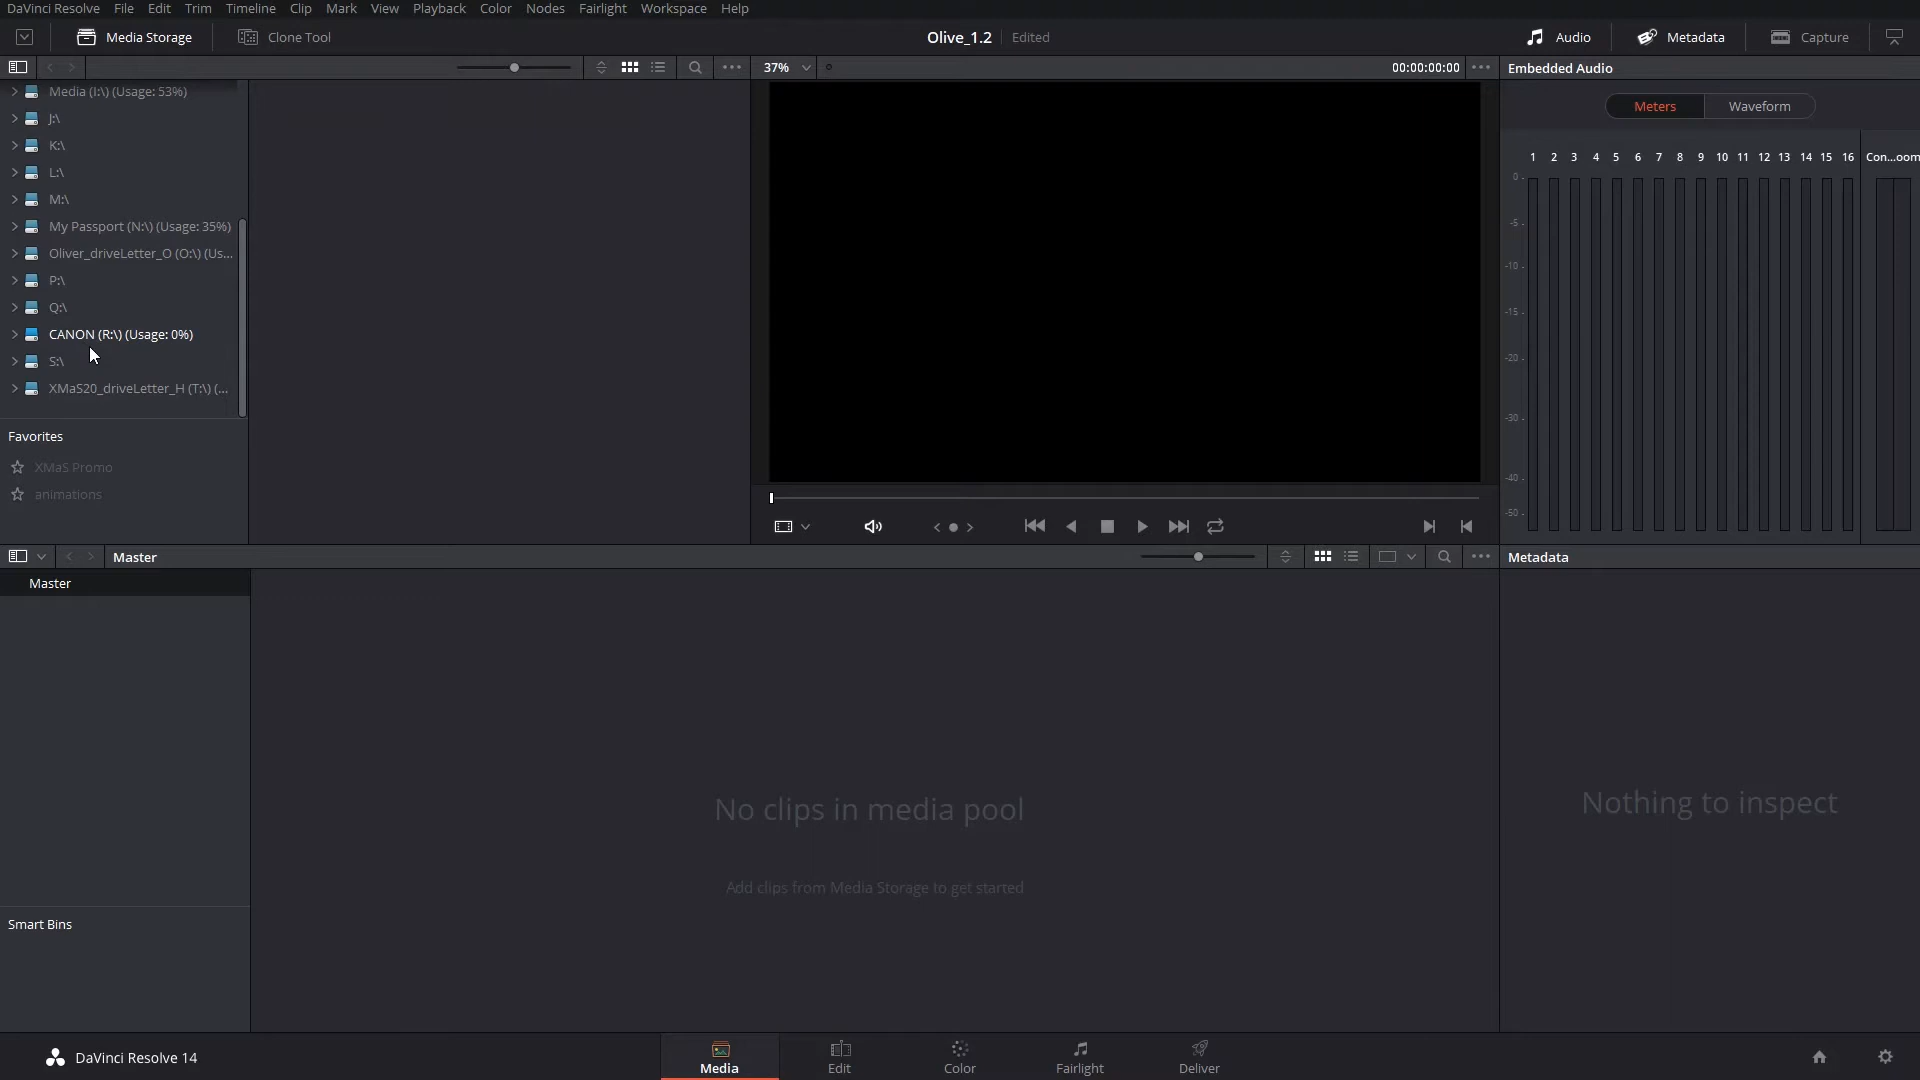 DaVinci Resolve File Edit Trim Timeline Clip Mark View Playback Color Nodes Fairlight Workspace Help
Media Storage Clone Tool Olive_1.2 Edited Audio Metadata Capture
37% 00:00:00:00 Embedded Audio
Media (I:\) (Usage: 53%)
J:\
K:\
L:\
M:\
My Passport (N:\) (Usage: 35%)
Oliver_driveLetter_O (O:\) (Us...
P:\
Q:\
CANON (R:\) (Usage: 0%)
S:\
XMaS20_driveLetter_H (T:\) (...
Favorites
XMaS Promo
animations
Meters Waveform
1 2 3 4 5 6 7 8 9 10 11 12 13 14 15 16 Con...oom
0 -
-5 -
-10 -
-15 -
-20 -
-30 -
-40 -
-50 -
Master Metadata
Master
No clips in media pool
Add clips from Media Storage to get started
Nothing to inspect
Smart Bins
DaVinci Resolve 14 Media Edit Color Fairlight Deliver